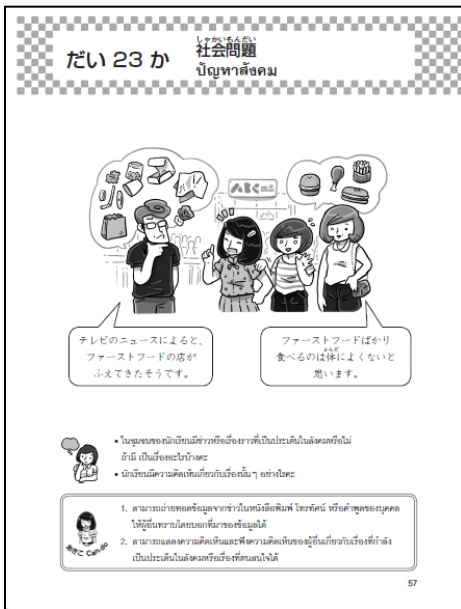 だい 23 か
しゃかいもんだい
社会問題
ปัญหาสังคม
ABC
テレビのニュースによると、
ファーストフードの店が
ふえてきたそうです。
ファーストフードばかり
からだ
食べるのは体によくないと
思います。
• ในชุมชนของนักเรียนมีข่าวหรือเรื่องราวที่เป็นประเด็นในสังคมหรือไม่
ถ้ามี เป็นเรื่องอะไรบ้างคะ
• นักเรียนมีความคิดเห็นเกี่ยวกับเรื่องนั้นๆ อย่างไรคะ
あきこ Can-do
1. สามารถถ่ายทอดข้อมูลจากข่าวในหนังสือพิมพ์ โทรทัศน์ หรือคำพูดของบุคคล
ให้ผู้อื่นทราบโดยบอกที่มาของข้อมูลได้
2. สามารถแสดงความคิดเห็นและฟังความคิดเห็นของผู้อื่นเกี่ยวกับเรื่องที่กำลัง
เป็นประเด็นในสังคมหรือเรื่องที่ตนสนใจได้
57